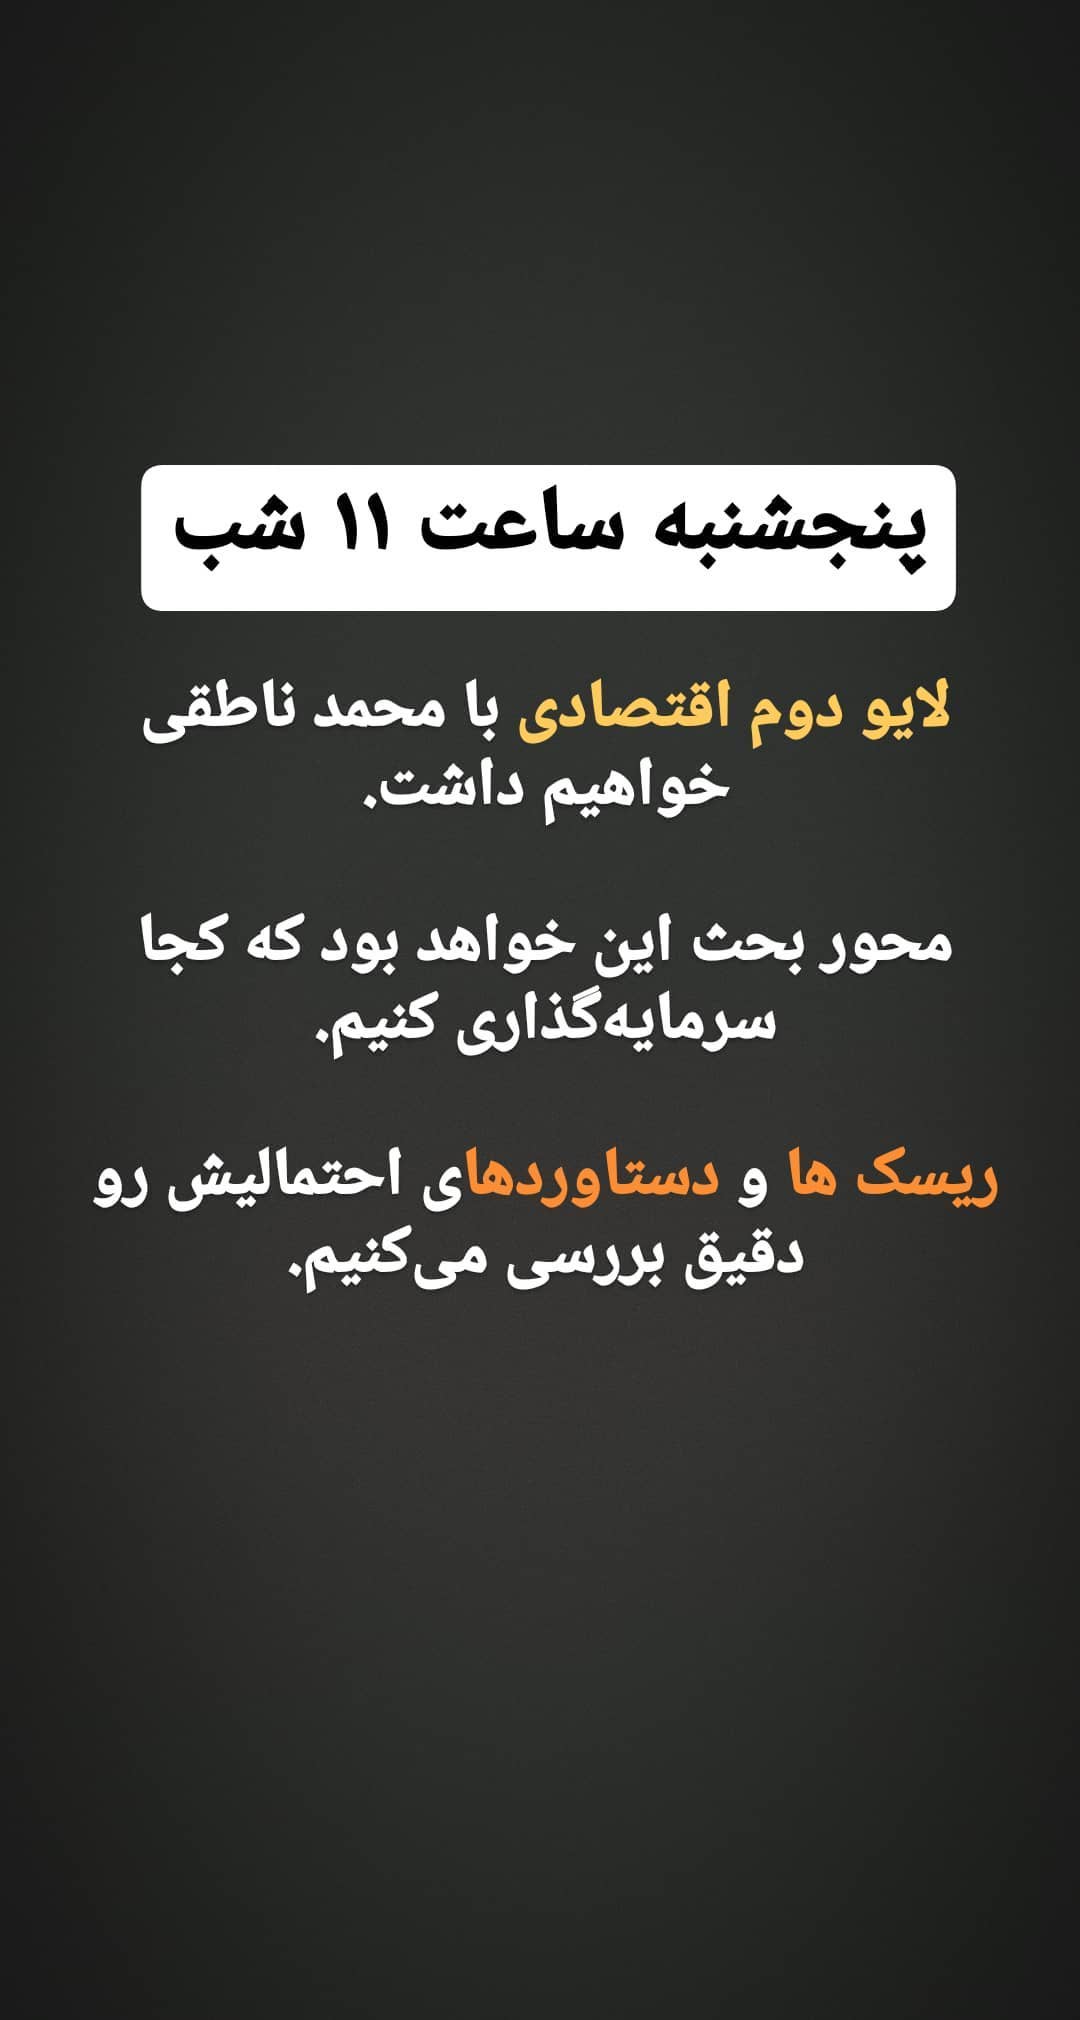 پنجشنبه ساعت ۱۱ شب
لایو دوم اقتصادی با محمد ناطقی
خواهیم داشت.
محور بحث این خواهد بود که کجا
سرمایه‌گذاری کنیم.
ریسک ها و دستاوردهای احتمالیش رو
دقیق بررسی می‌کنیم.